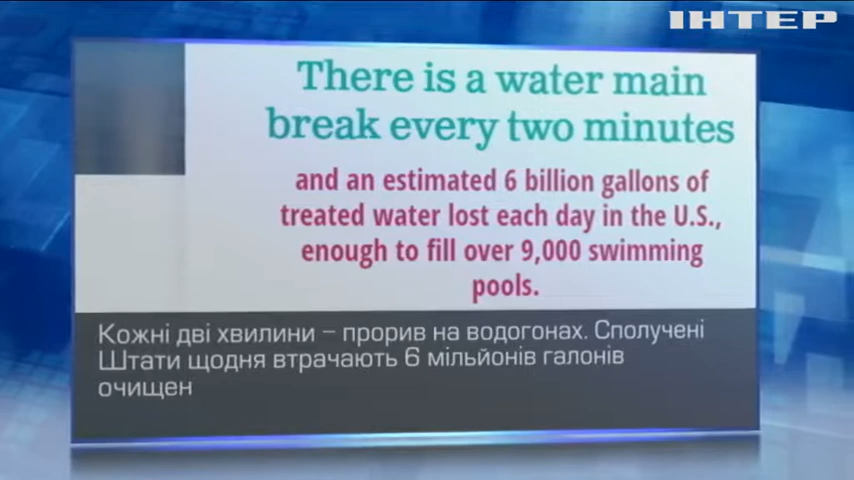 ІНТЕР
There is a water main
break every two minutes
and an estimated 6 billion gallons of
treated water lost each day in the U.S.,
enough to fill over 9,000 swimming
pools.
Кожні дві хвилини – прорив на водогонах. Сполучені
Штати щодня втрачають 6 мільйонів галонів
очищен